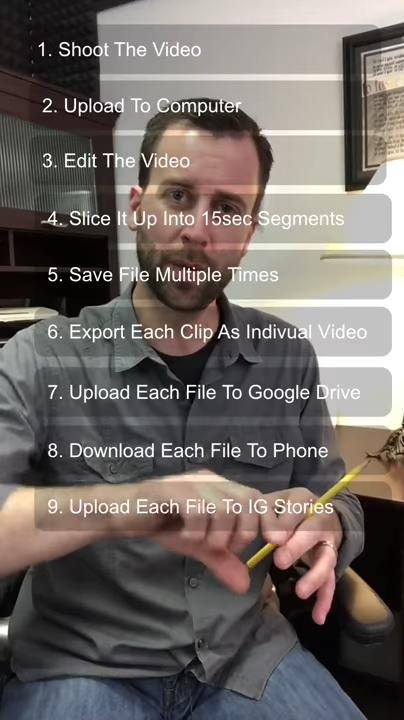 1. Shoot The Video
2. Upload To Computer
3. Edit The Video
4. Slice It Up Into 15sec Segments
5. Save File Multiple Times
6. Export Each Clip As Indivual Video
7. Upload Each File To Google Drive
8. Download Each File To Phone
9. Upload Each File To IG Stories